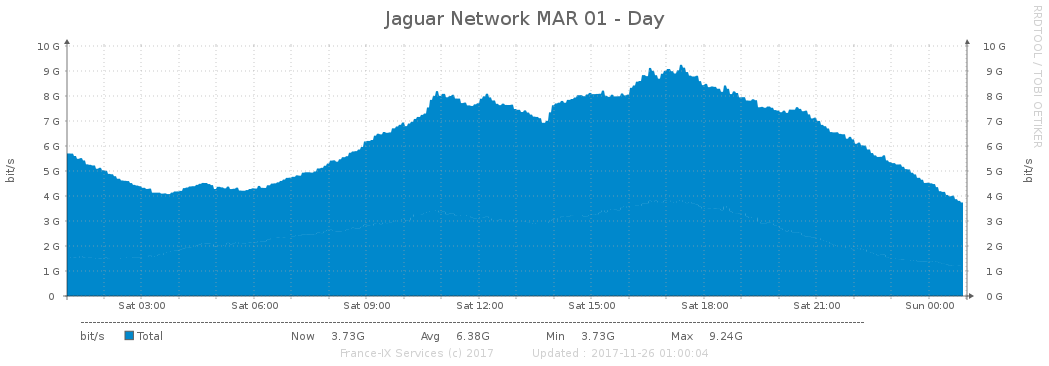 Jaguar Network MAR 01 - Day
RRDTOOL / TOBI OETIKER
bit/s
10 G 10 G
9 G 9 G
8 G 8 G
7 G 7 G
6 G 6 G
5 G 5 G
4 G 4 G
3 G 3 G
2 G 2 G
1 G 1 G
0 0 G
bit/s
Sat 03:00 Sat 06:00 Sat 09:00 Sat 12:00 Sat 15:00 Sat 18:00 Sat 21:00 Sun 00:00
bit/s Total Now 3.73G Avg 6.38G Min 3.73G Max 9.24G
France-IX Services (c) 2017 Updated : 2017-11-26 01:00:04